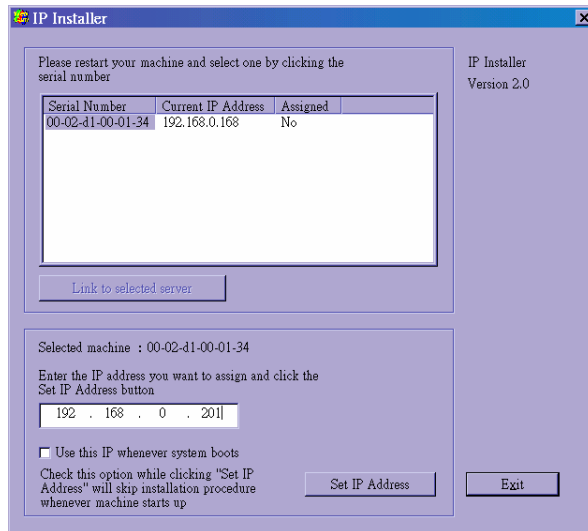 IP Installer
Please restart your machine and select one by clicking the
serial number
IP Installer
Version 2.0
Serial Number Current IP Address Assigned
00-02-d1-00-01-34 192.168.0.168 No
Link to selected server
Selected machine : 00-02-d1-00-01-34
Enter the IP address you want to assign and click the
Set IP Address button
192 . 168 . 0 . 201
Use this IP whenever system boots
Check this option while clicking "Set IP
Address" will skip installation procedure
whenever machine starts up
Set IP Address
Exit